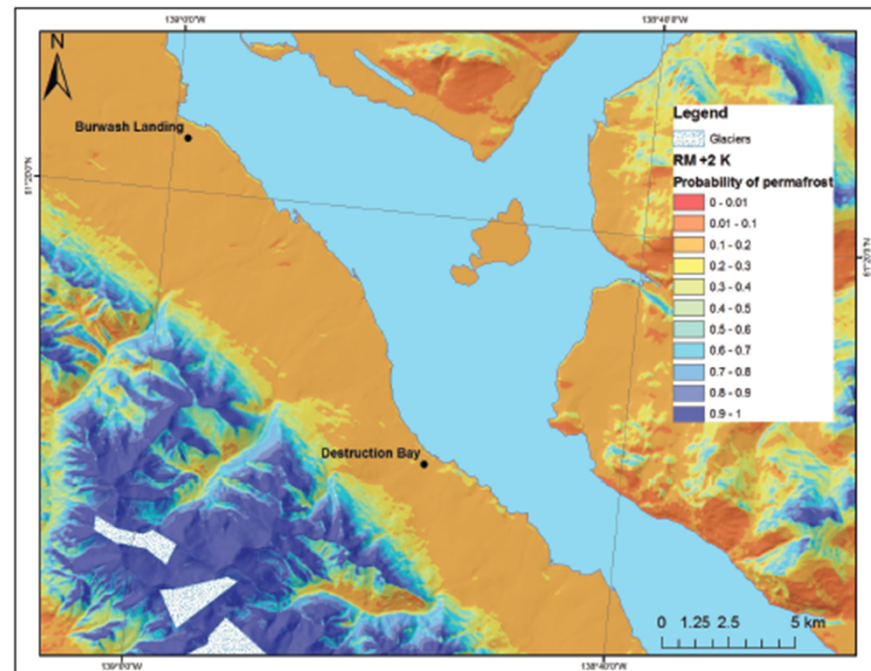 139°0'0"W
138°40'0"W
N
Burwash Landing
61°20'0"N
Legend
Glaciers
RM +2 K
Probability of permafrost
0 - 0.01
0.01 - 0.1
0.1 - 0.2
0.2 - 0.3
0.3 - 0.4
0.4 - 0.5
0.5 - 0.6
0.6 - 0.7
0.7 - 0.8
0.8 - 0.9
0.9 - 1
61°20'0"N
Destruction Bay
0 1.25 2.5 5 km
139°0'0"W
138°40'0"W